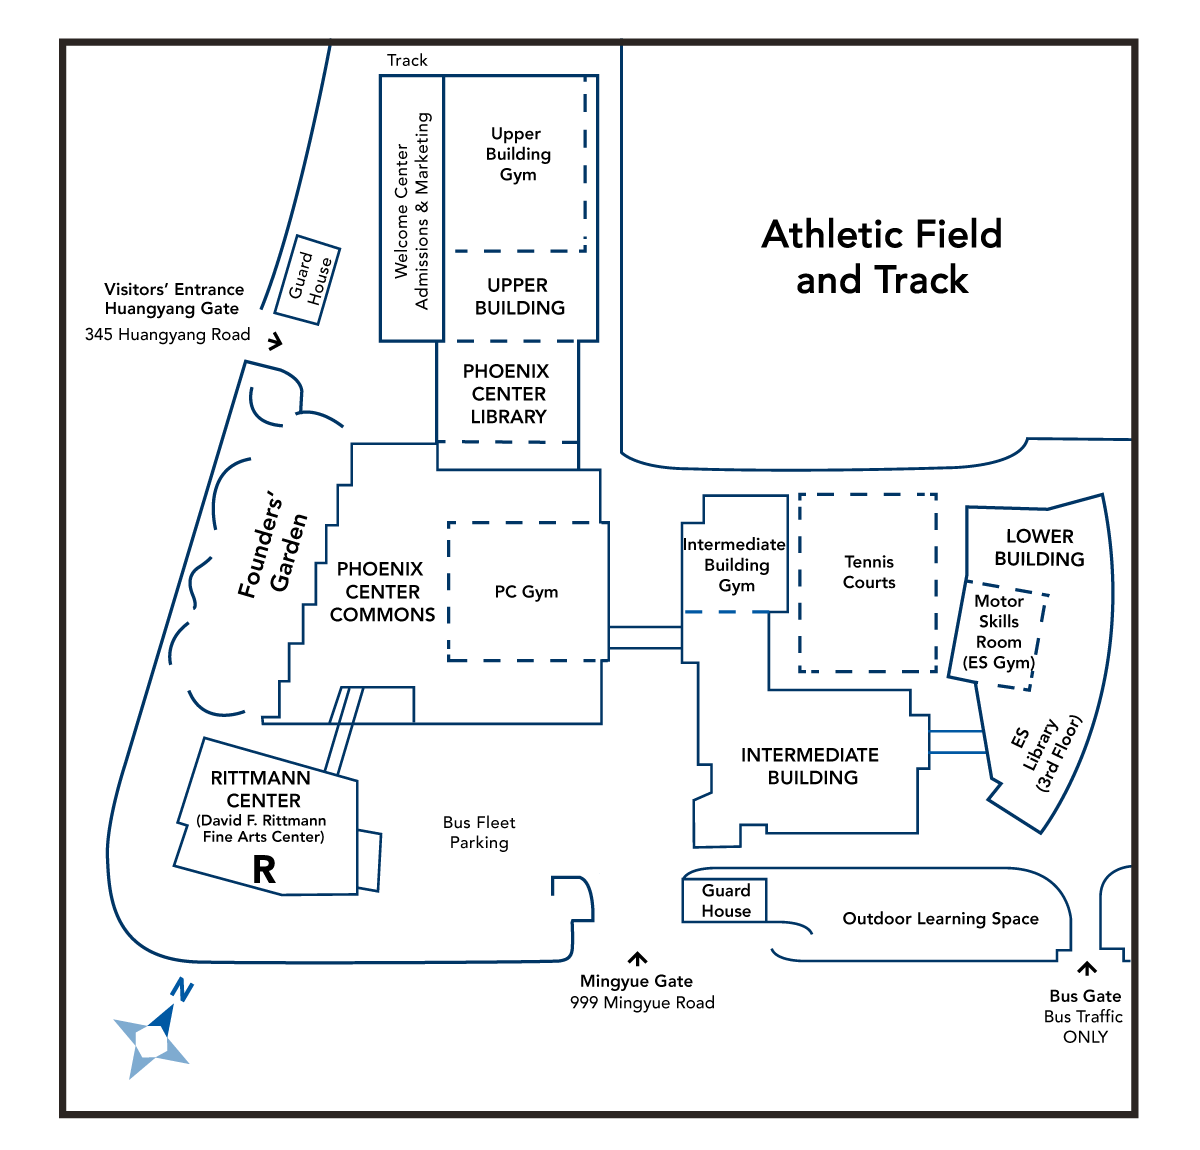 Track
Upper
Building
Gym
Welcome Center
Admissions & Marketing
Athletic Field
and Track
Guard
House
Visitors’ Entrance
Huangyang Gate
345 Huangyang Road
UPPER
BUILDING
PHOENIX
CENTER
LIBRARY
Founders’
Garden
PHOENIX
CENTER
COMMONS
PC Gym
Intermediate
Building
Gym
Tennis
Courts
LOWER
BUILDING
Motor
Skills
Room
(ES Gym)
ES
Library
(3rd Floor)
INTERMEDIATE
BUILDING
RITTMANN
CENTER
(David F. Rittmann
Fine Arts Center)
R
Bus Fleet
Parking
Guard
House
Outdoor Learning Space
Mingyue Gate
999 Mingyue Road
Bus Gate
Bus Traffic
ONLY
N